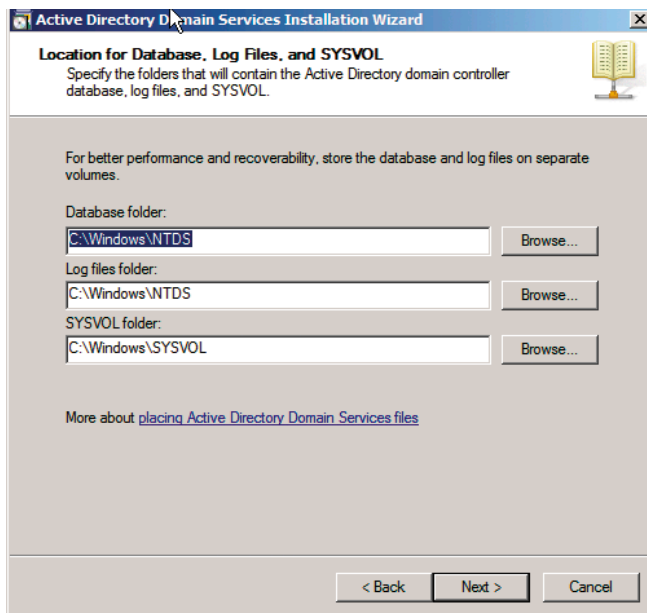 Active Directory Domain Services Installation Wizard
Location for Database, Log Files, and SYSVOL
Specify the folders that will contain the Active Directory domain controller
database, log files, and SYSVOL.
For better performance and recoverability, store the database and log files on separate
volumes.
Database folder:
C:\Windows\NTDS
Browse...
Log files folder:
C:\Windows\NTDS
Browse...
SYSVOL folder:
C:\Windows\SYSVOL
Browse...
More about placing Active Directory Domain Services files
< Back
Next >
Cancel